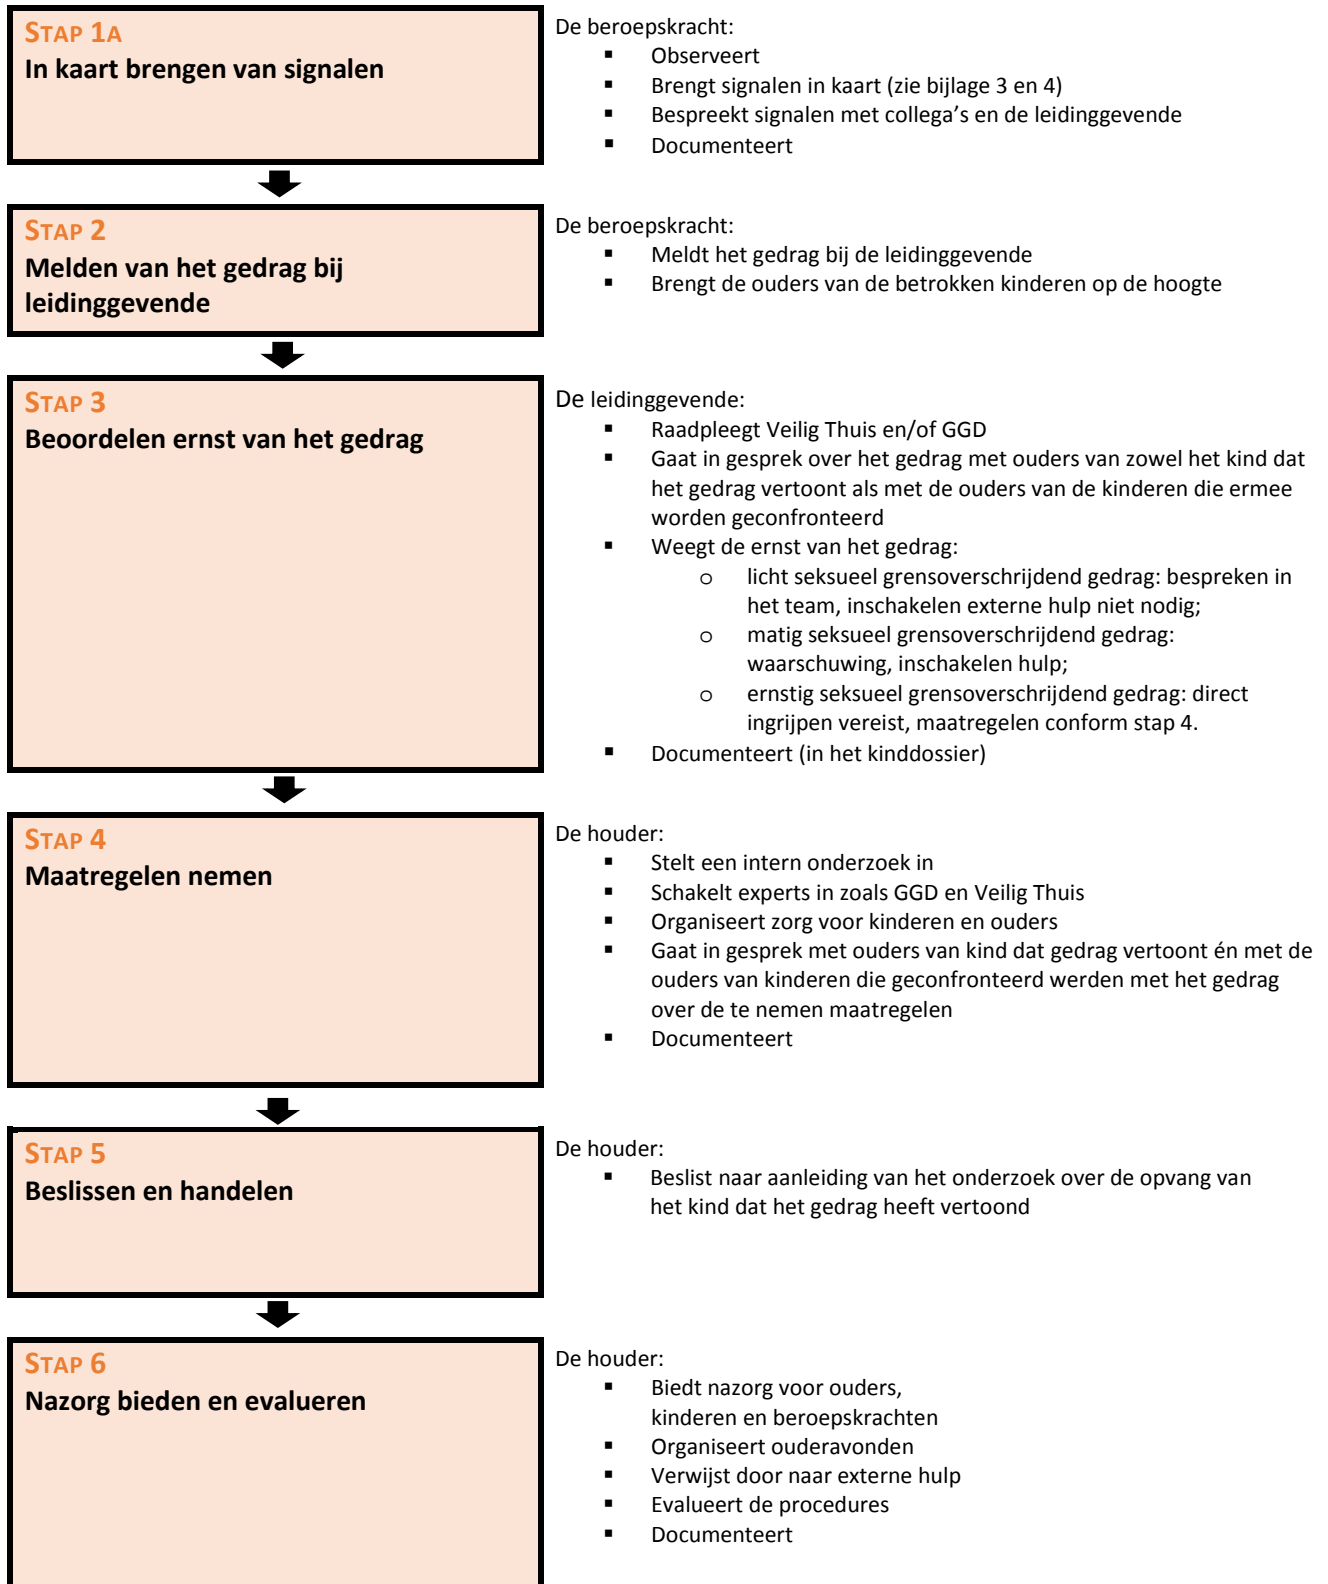 STAP 1A
In kaart brengen van signalen
De beroepskracht:
▪ Observeert
▪ Brengt signalen in kaart (zie bijlage 3 en 4)
▪ Bespreekt signalen met collega's en de leidinggevende
▪ Documenteert
STAP 2
Melden van het gedrag bij
leidinggevende
De beroepskracht:
▪ Meldt het gedrag bij de leidinggevende
▪ Brengt de ouders van de betrokken kinderen op de hoogte
STAP 3
Beoordelen ernst van het gedrag
De leidinggevende:
▪ Raadpleegt Veilig Thuis en/of GGD
▪ Gaat in gesprek over het gedrag met ouders van zowel het kind dat
het gedrag vertoont als met de ouders van de kinderen die ermee
worden geconfronteerd
▪ Weegt de ernst van het gedrag:
o licht seksueel grensoverschrijdend gedrag: bespreken in
het team, inschakelen externe hulp niet nodig;
o matig seksueel grensoverschrijdend gedrag:
waarschuwing, inschakelen hulp;
o ernstig seksueel grensoverschrijdend gedrag: direct
ingrijpen vereist, maatregelen conform stap 4.
▪ Documenteert (in het kinddossier)
STAP 4
Maatregelen nemen
De houder:
▪ Stelt een intern onderzoek in
▪ Schakelt experts in zoals GGD en Veilig Thuis
▪ Organiseert zorg voor kinderen en ouders
▪ Gaat in gesprek met ouders van kind dat gedrag vertoont én met de
ouders van kinderen die geconfronteerd werden met het gedrag
over de te nemen maatregelen
▪ Documenteert
STAP 5
Beslissen en handelen
De houder:
▪ Beslist naar aanleiding van het onderzoek over de opvang van
het kind dat het gedrag heeft vertoond
STAP 6
Nazorg bieden en evalueren
De houder:
▪ Biedt nazorg voor ouders,
kinderen en beroepskrachten
▪ Organiseert ouderavonden
▪ Verwijst door naar externe hulp
▪ Evalueert de procedures
▪ Documenteert